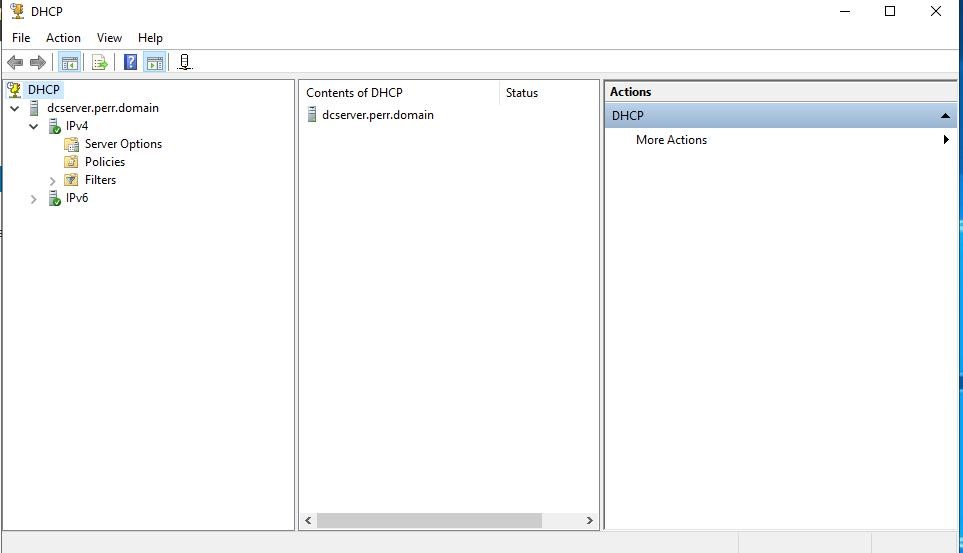 DHCP
File Action View Help
DHCP
dcserver.perr.domain
IPv4
Server Options
Policies
Filters
IPv6
Contents of DHCP Status
dcserver.perr.domain
Actions
DHCP
More Actions